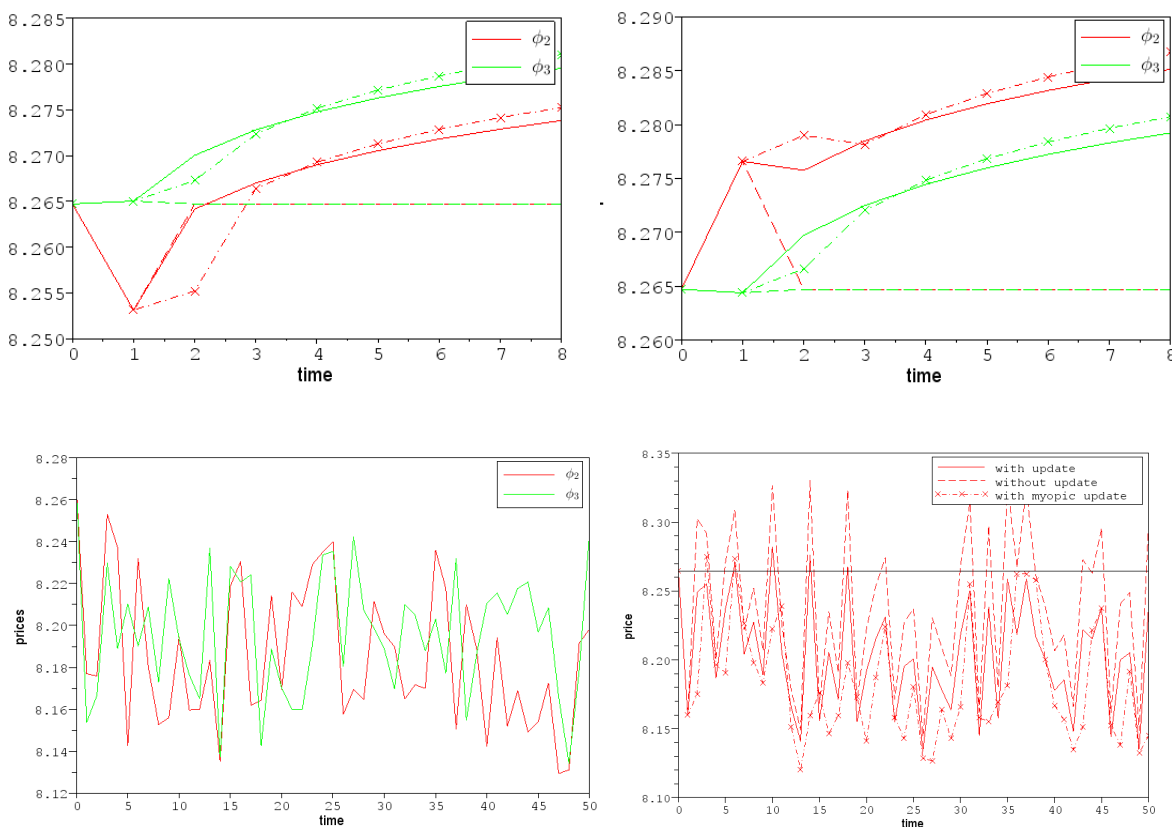 8.285
8.280
8.275
8.270
8.265
8.260
8.255
8.250
0 1 2 3 4 5 6 7 8
time
ϕ2
ϕ3
8.290
8.285
8.280
8.275
8.270
8.265
8.260
0 1 2 3 4 5 6 7 8
time
ϕ2
ϕ3
8.28
8.26
8.24
8.22
8.20
8.18
8.16
8.14
8.12
prices
0 5 10 15 20 25 30 35 40 45 50
time
ϕ2
ϕ3
8.35
8.30
8.25
8.20
8.15
8.10
price
0 5 10 15 20 25 30 35 40 45 50
time
with update
without update
with myopic update